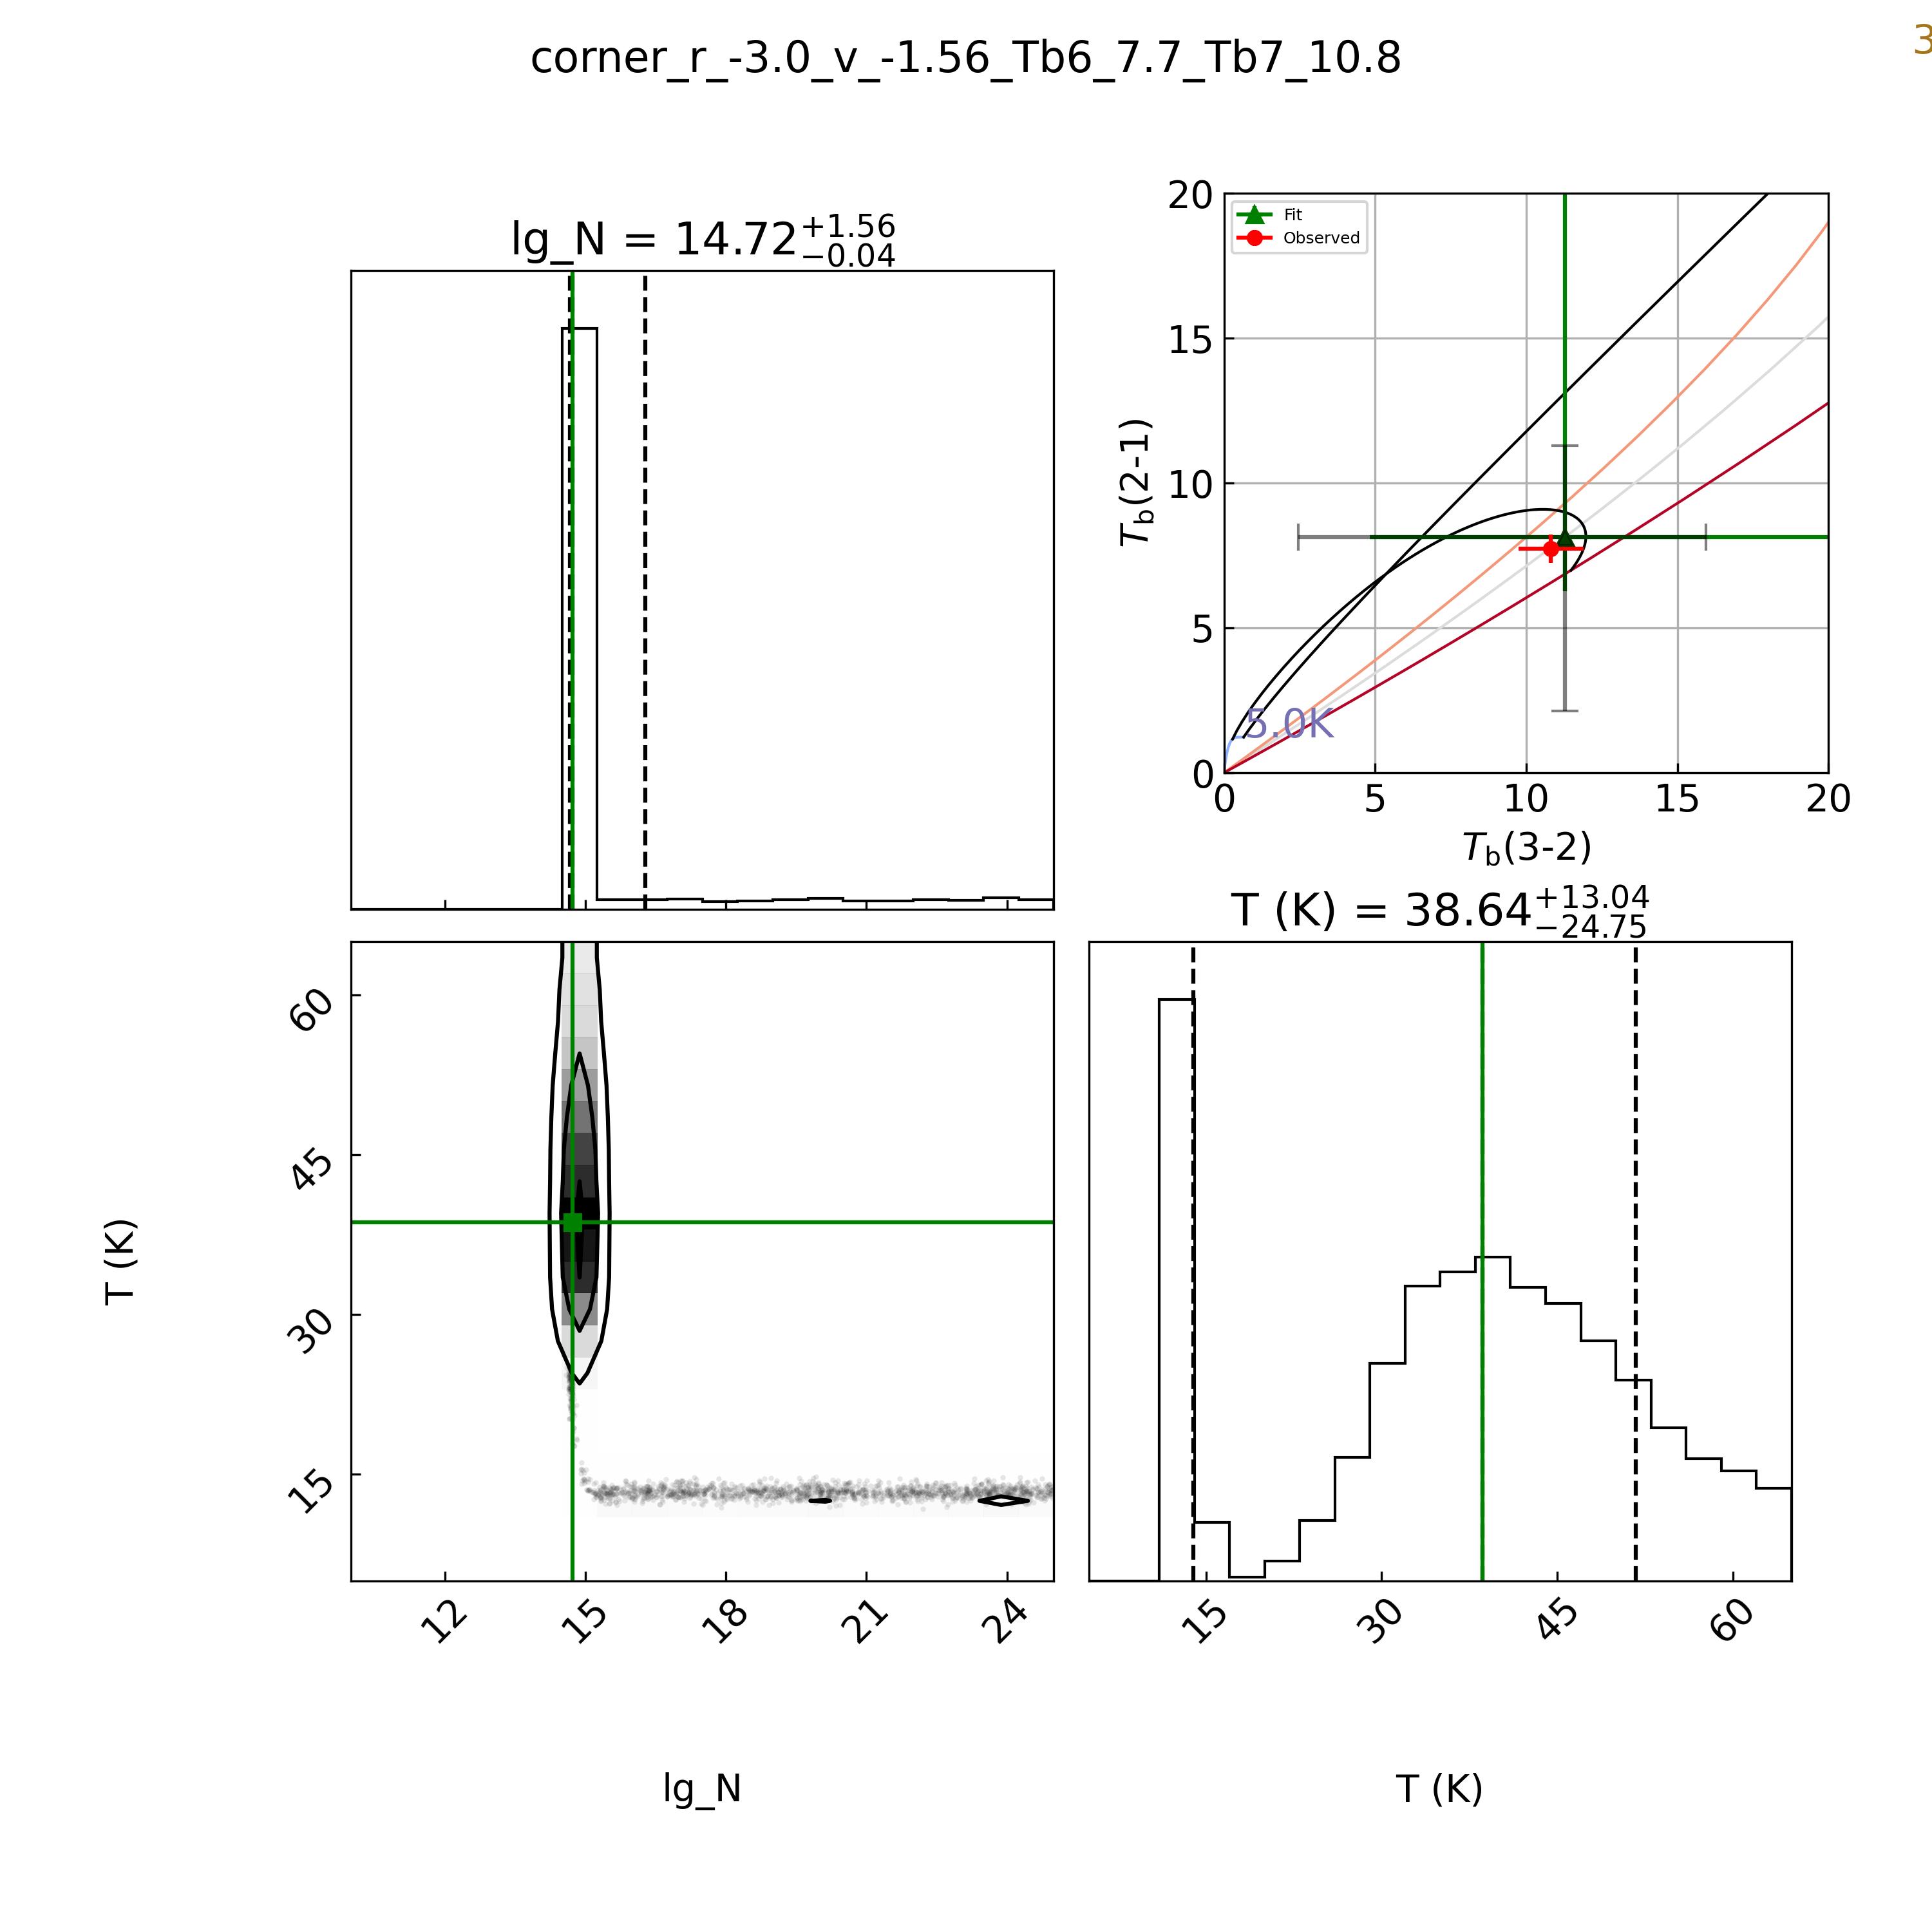 corner_r_-3.0_v_-1.56_Tb6_7.7_Tb7_10.8
3
lg_N = 14.72+1.56−0.04
20
15
10
5
0
Tb(2-1)
Fit
Observed
5.0K
0 5 10 15 20
Tb(3-2)
T (K) = 38.64+13.04−24.75
60
45
30
15
T (K)
12 15 18 21 24
lg_N
15 30 45 60
T (K)